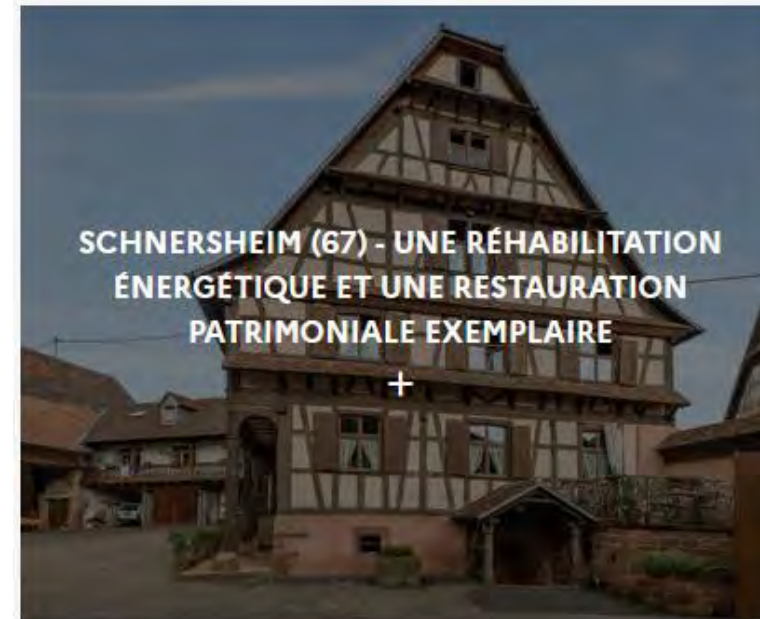 SCHNERSHEIM (67) - UNE RÉHABILITATION
ÉNERGÉTIQUE ET UNE RESTAURATION
PATRIMONIALE EXEMPLAIRE
+